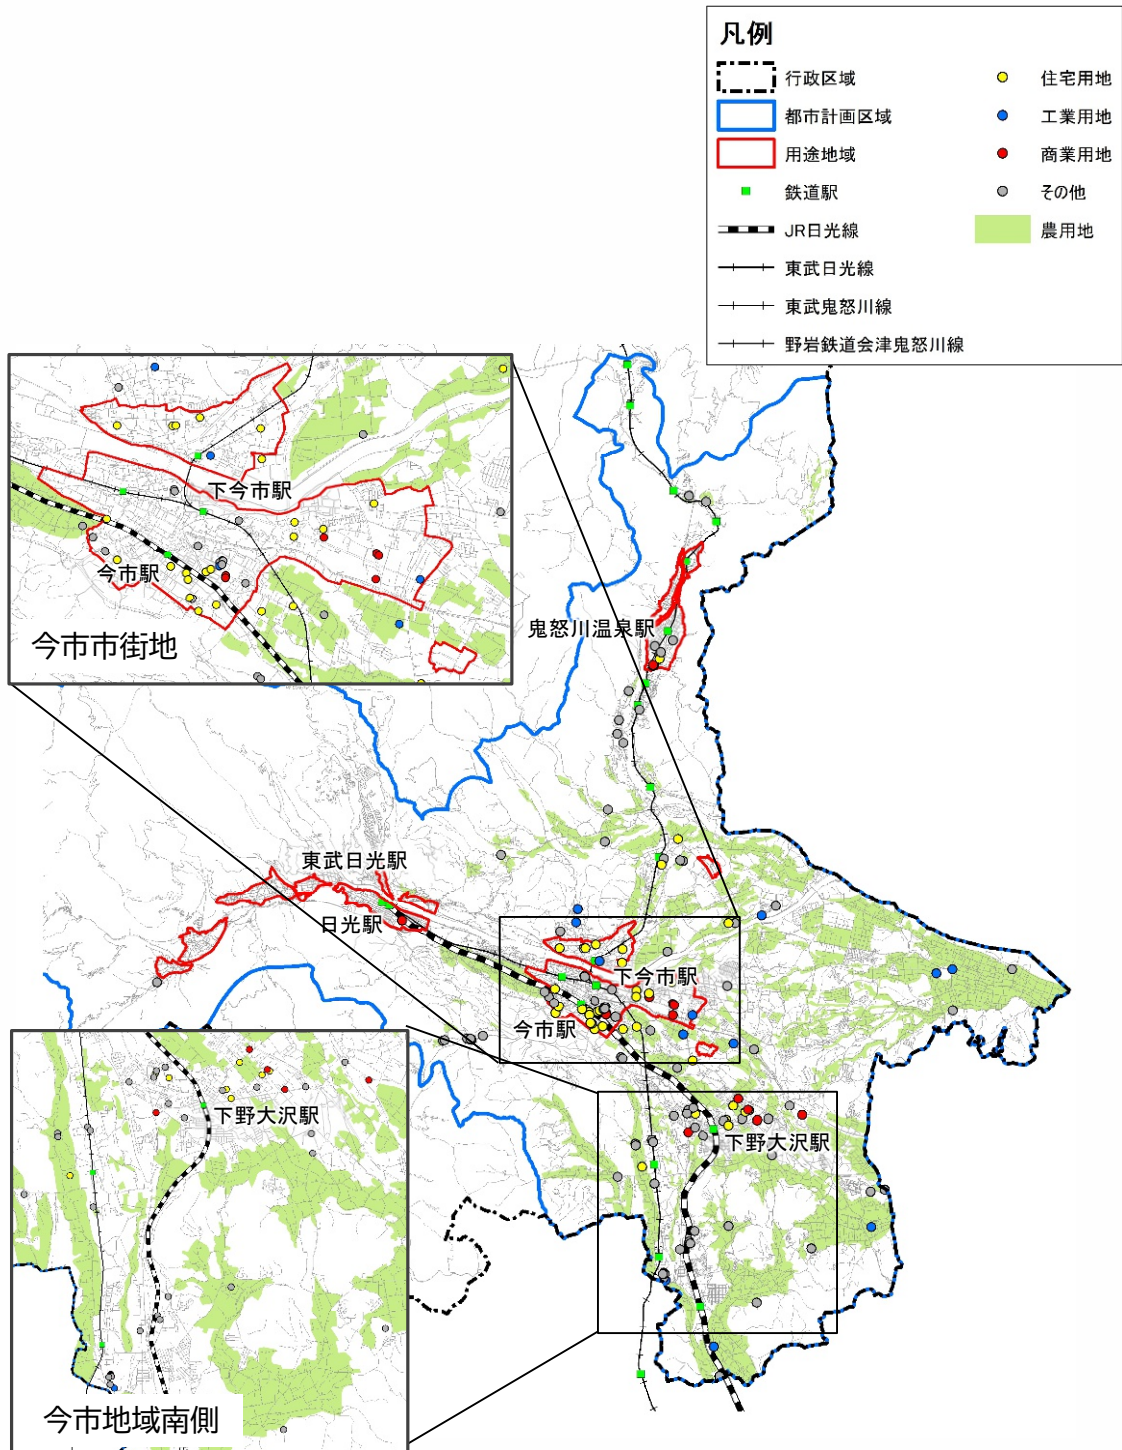 凡例
行政区域
都市計画区域
用途地域
鉄道駅
JR日光線
東武日光線
東武鬼怒川線
野岩鉄道会津鬼怒川線
住宅用地
工業用地
商業用地
その他
農用地
下今市駅
今市駅
今市市街地
鬼怒川温泉駅
東武日光駅
日光駅
下今市駅
今市駅
下野大沢駅
下野大沢駅
今市地域南側